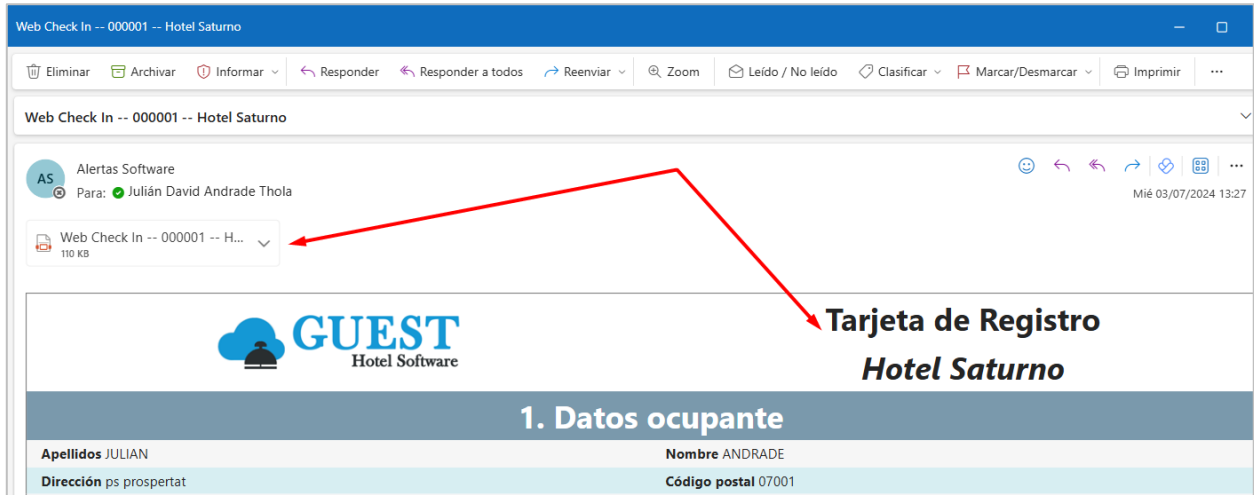 Web Check In -- 000001 -- Hotel Saturno
Eliminar Archivar Informar Responder Responder a todos Reenviar Zoom Leído / No leído Clasificar Marcar/Desmarcar Imprimir ...
Web Check In -- 000001 -- Hotel Saturno
AS
Alertas Software
Para: Julián David Andrade Thola
Mié 03/07/2024 13:27
Web Check In -- 000001 -- H...
110 KB
GUEST
Hotel Software
Tarjeta de Registro
Hotel Saturno
1. Datos ocupante
Apellidos JULIAN Nombre ANDRADE
Dirección ps prospertat Código postal 07001